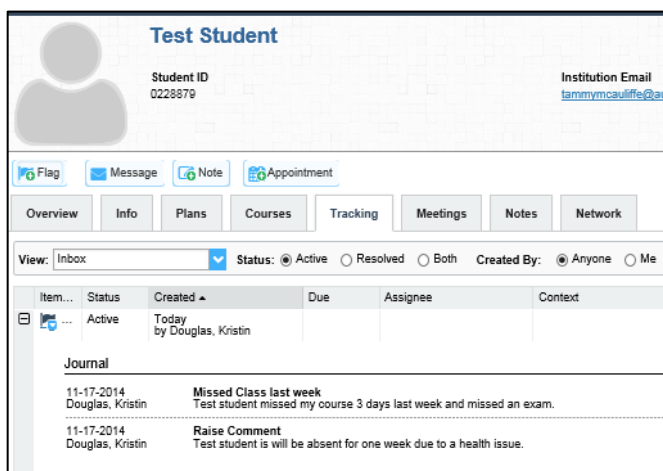 Test Student
Student ID
0228879
Institution Email
tammymcauliffe@au
Flag
Message
Note
Appointment
Overview Info Plans Courses Tracking Meetings Notes Network
View: Inbox Status: Active Resolved Both Created By: Anyone Me
Item... Status Created Due Assignee Context
... Active Today
by Douglas, Kristin
Journal
11-17-2014 Missed Class last week
Douglas, Kristin Test student missed my course 3 days last week and missed an exam.
11-17-2014 Raise Comment
Douglas, Kristin Test student is will be absent for one week due to a health issue.